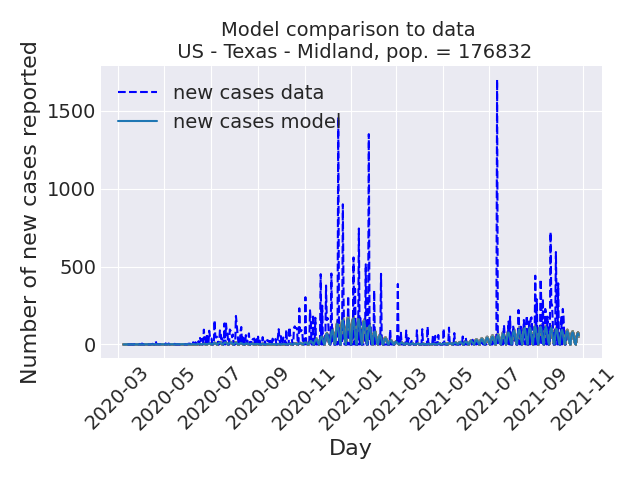 Model comparison to data
US - Texas - Midland, pop. = 176832
Number of new cases reported
1500
1000
500
0
new cases data
new cases model
2020-03
2020-05
2020-07
2020-09
2020-11
2021-01
2021-03
2021-05
2021-07
2021-09
2021-11
Day